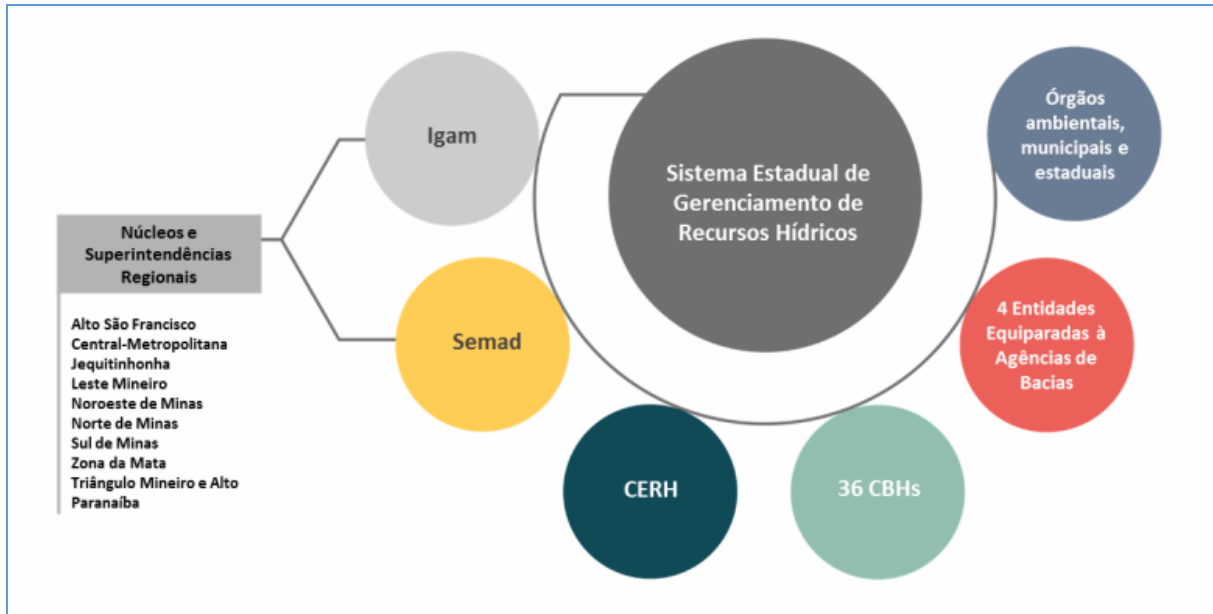 Igam
Sistema Estadual de
Gerenciamento de
Recursos Hídricos
Órgãos
ambientais,
municipais e
estaduais
Núcleos e
Superintendências
Regionais
Alto São Francisco
Central-Metropolitana
Jequitinhonha
Leste Mineiro
Noroeste de Minas
Norte de Minas
Sul de Minas
Zona da Mata
Triângulo Mineiro e Alto
Paranaíba
Semad
4 Entidades
Equiparadas à
Agências de
Bacias
CERH
36 CBHs